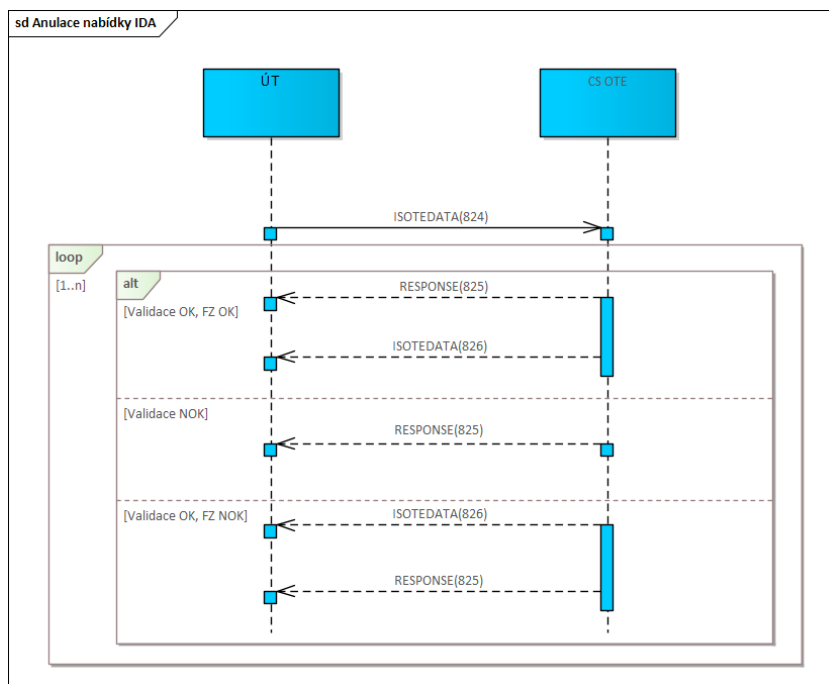 sd Anulace nabídky IDA
ÚT
CS OTE
ISOTEDATA(824)
loop
[1..n]
alt
RESPONSE(825)
[Validace OK, FZ OK]
ISOTEDATA(826)
[Validace NOK]
RESPONSE(825)
[Validace OK, FZ NOK]
ISOTEDATA(826)
RESPONSE(825)